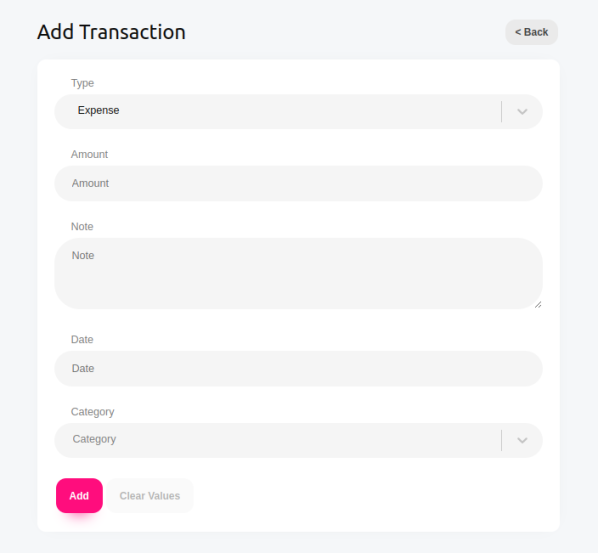 Add Transaction
< Back
Type
Expense
Amount
Amount
Note
Note
Date
Date
Category
Category
Add
Clear Values